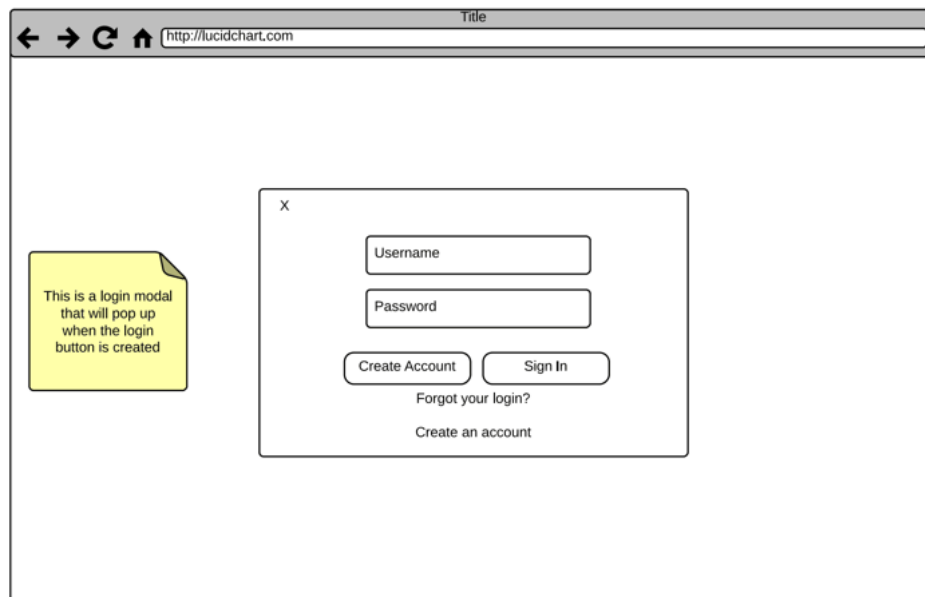 Title
http://lucidchart.com
X
Username
Password
This is a login modal
that will pop up
when the login
button is created
Create Account
Sign In
Forgot your login?
Create an account